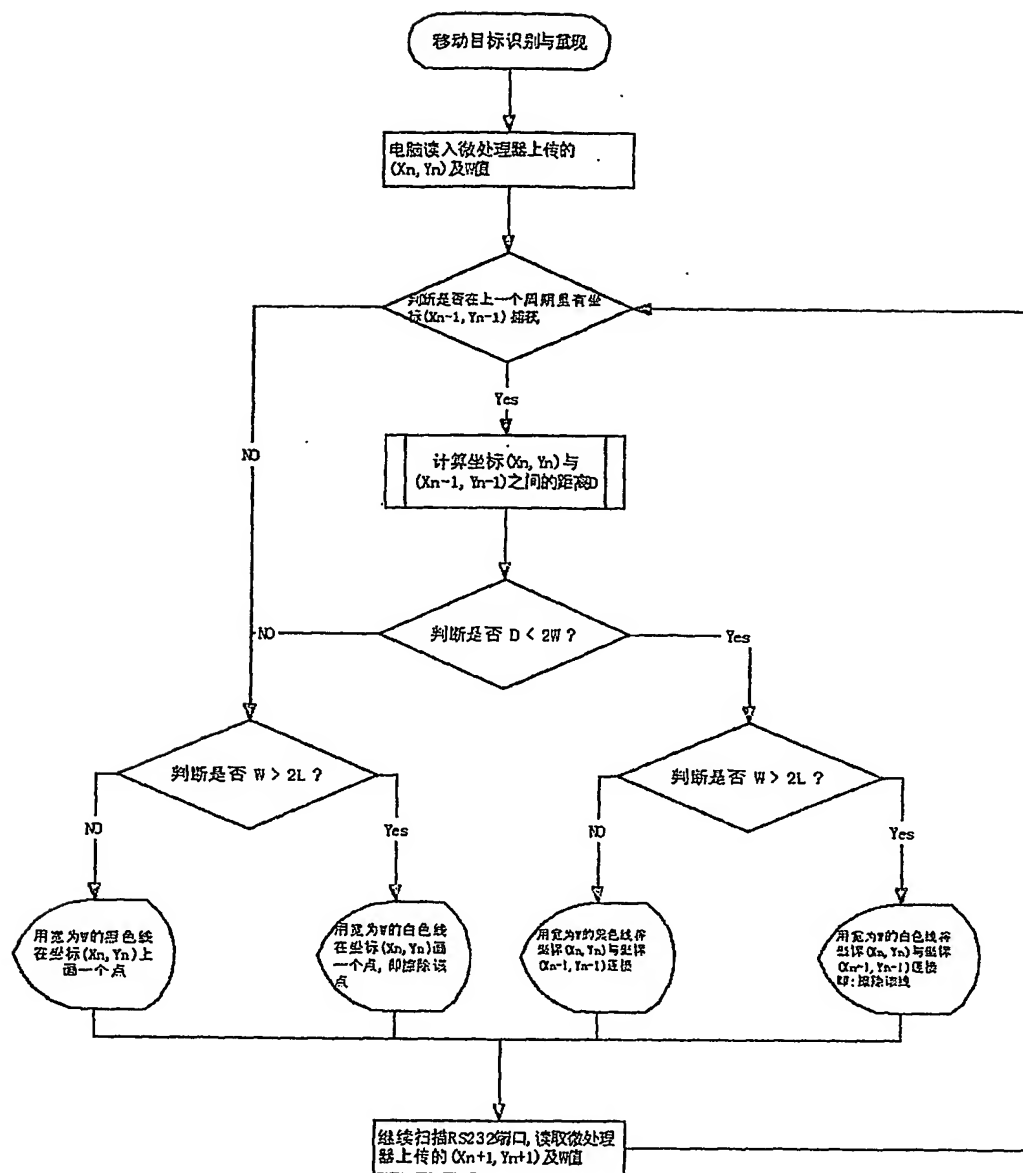 移动目标识别与显现
电脑读入微处理器上传的
(Xn, Yn)及W值
判断是否在上一个周期里有坐
标(Xn-1, Yn-1)捕获
Yes
NO
计算坐标(Xn, Yn)与
(Xn-1, Yn-1)之间的距离D
判断是否 D < 2W ?
NO
Yes
判断是否 W > 2L ?
判断是否 W > 2L ?
NO
Yes
NO
Yes
用宽为W的黑色线
在坐标(Xn, Yn)上
画一个点
用宽为W的白色线
在坐标(Xn, Yn)画
一个点, 即擦除该
点
用宽为W的黑色线将
坐标(Xn, Yn)与坐标
(Xn-1, Yn-1)连接
用宽为W的白色线将
坐标(Xn, Yn)与坐标
(Xn-1, Yn-1)连接
即:擦除该线
继续扫描RS232端口, 读取微处理
器上传的(Xn+1, Yn+1)及W值